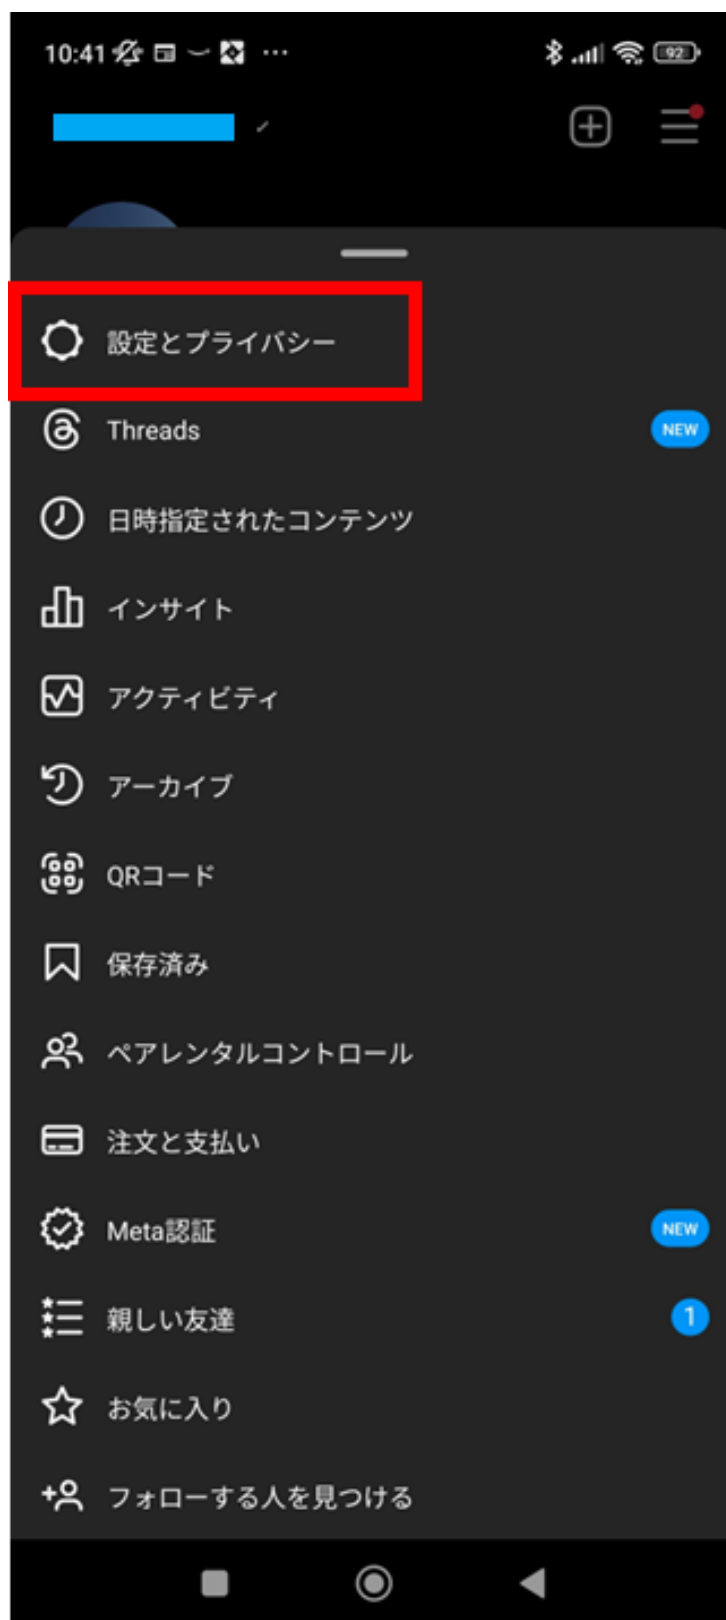 10:41
92
設定とプライバシー
Threads
NEW
日時指定されたコンテンツ
インサイト
アクティビティ
アーカイブ
QRコード
保存済み
ペアレンタルコントロール
注文と支払い
Meta認証
NEW
親しい友達
1
お気に入り
フォローする人を見つける